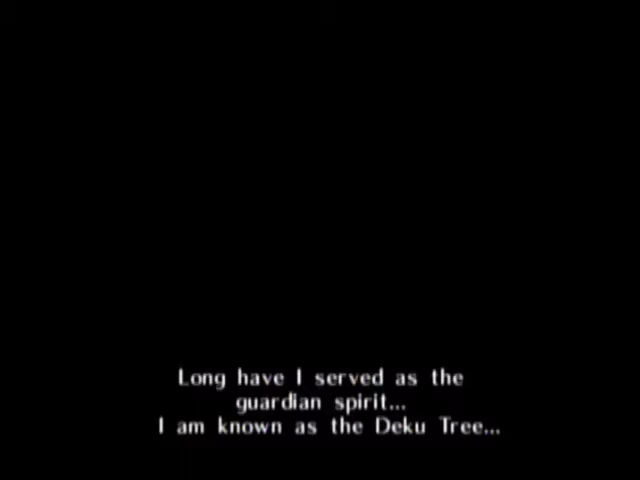 Long have I served as the
guardian spirit...
I am known as the Deku Tree...